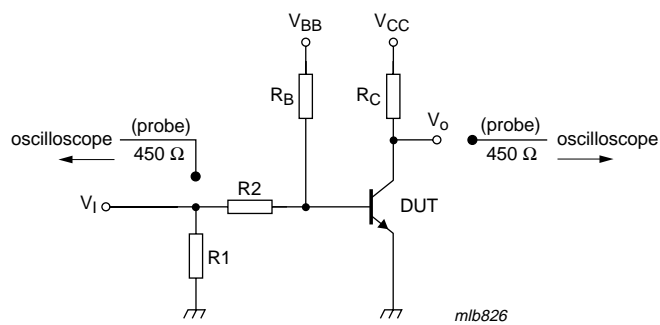 VBB
VCC
RB
RC
Vo
(probe)
450 Ω
oscilloscope
(probe)
450 Ω
oscilloscope
R2
VI
DUT
R1
mlb826